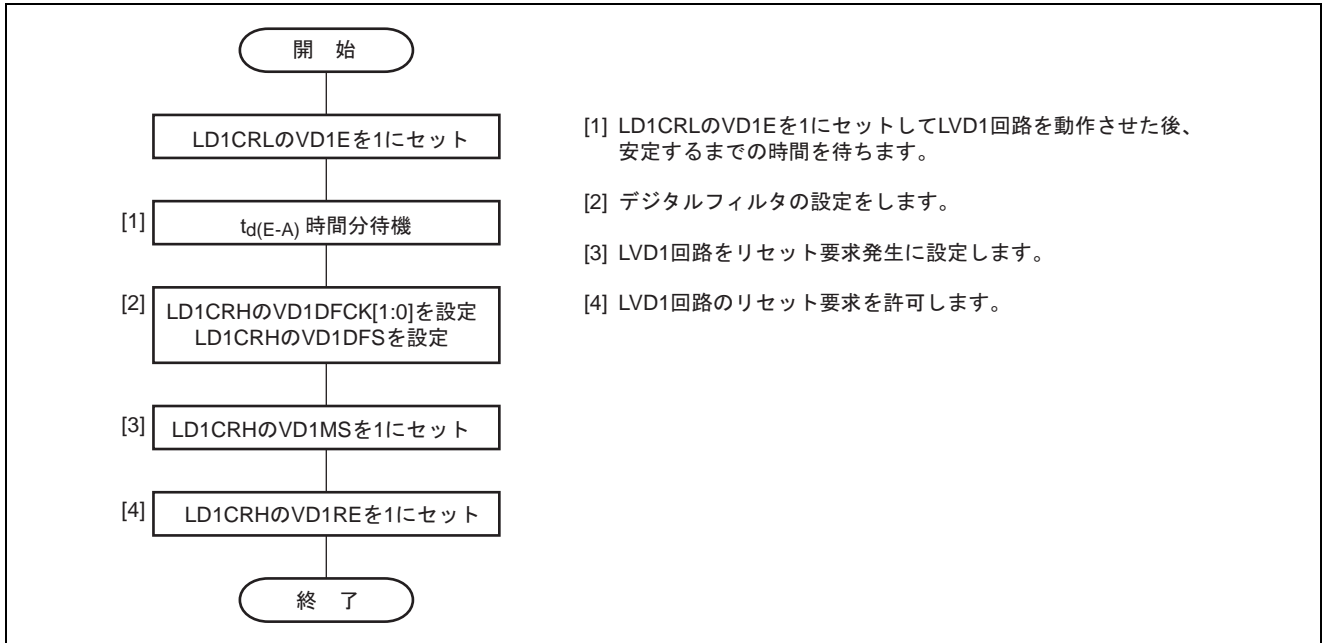 開 始
LD1CRLのVD1Eを1にセット
[1] td(E-A) 時間分待機
[2] LD1CRHのVD1DFCK[1:0]を設定
LD1CRHのVD1DFSを設定
[3] LD1CRHのVD1MSを1にセット
[4] LD1CRHのVD1REを1にセット
終 了
[1] LD1CRLのVD1Eを1にセットしてLVD1回路を動作させた後、
安定するまでの時間を待ちます。
[2] デジタルフィルタの設定をします。
[3] LVD1回路をリセット要求発生に設定します。
[4] LVD1回路のリセット要求を許可します。